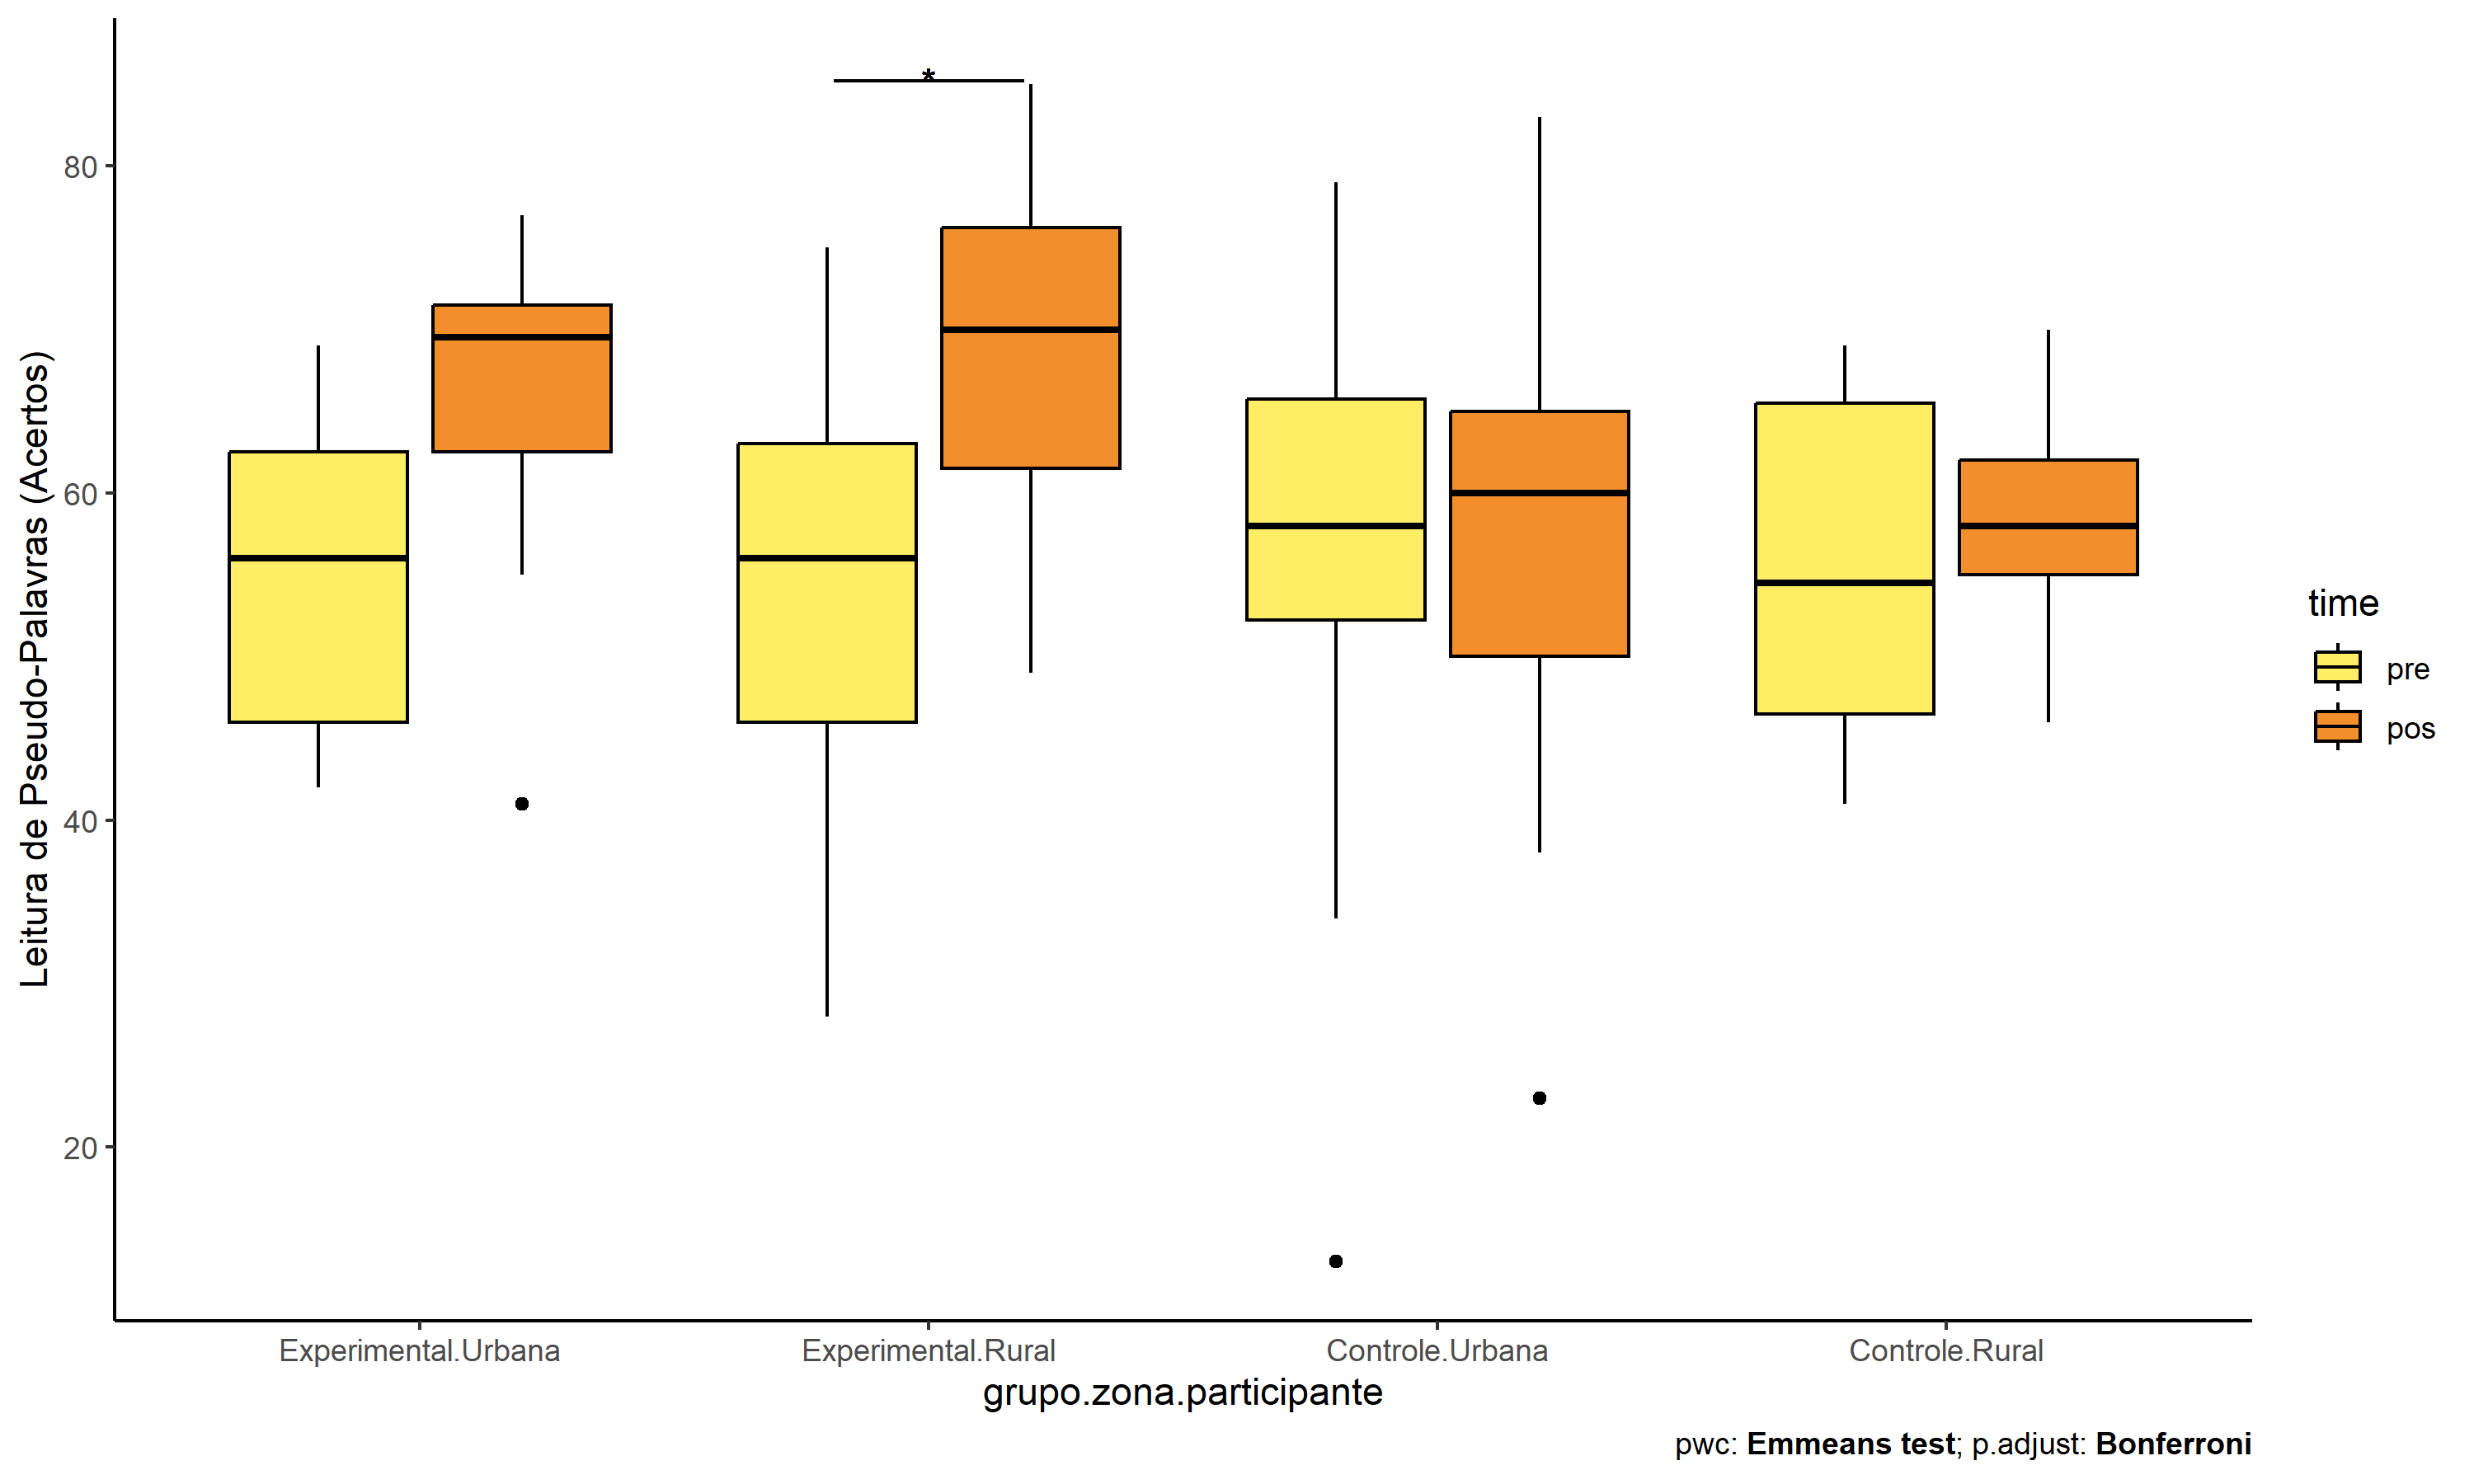 *
80
60
40
20
Leitura de Pseudo-Palavras (Acertos)
Experimental.Urbana
Experimental.Rural
Controle.Urbana
Controle.Rural
grupo.zona.participante
time
pre
pos
pwc: Emmeans test; p.adjust: Bonferroni